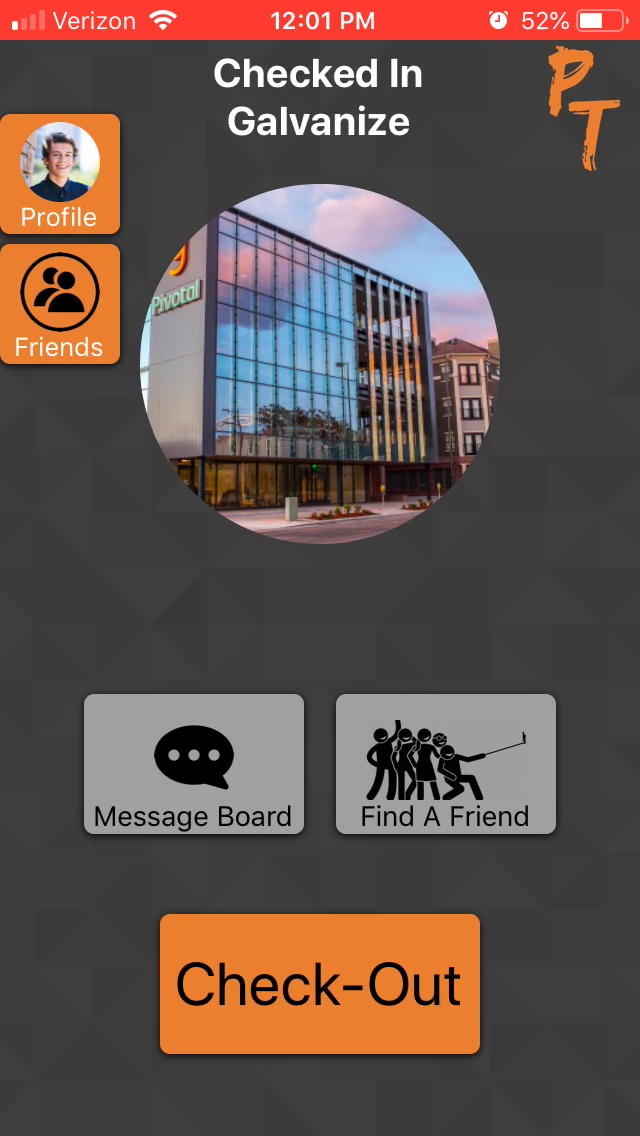 Verizon 12:01 PM 52%
Checked In
Galvanize
PT
Profile
Friends
Pivotal
Message Board
Find A Friend
Check-Out